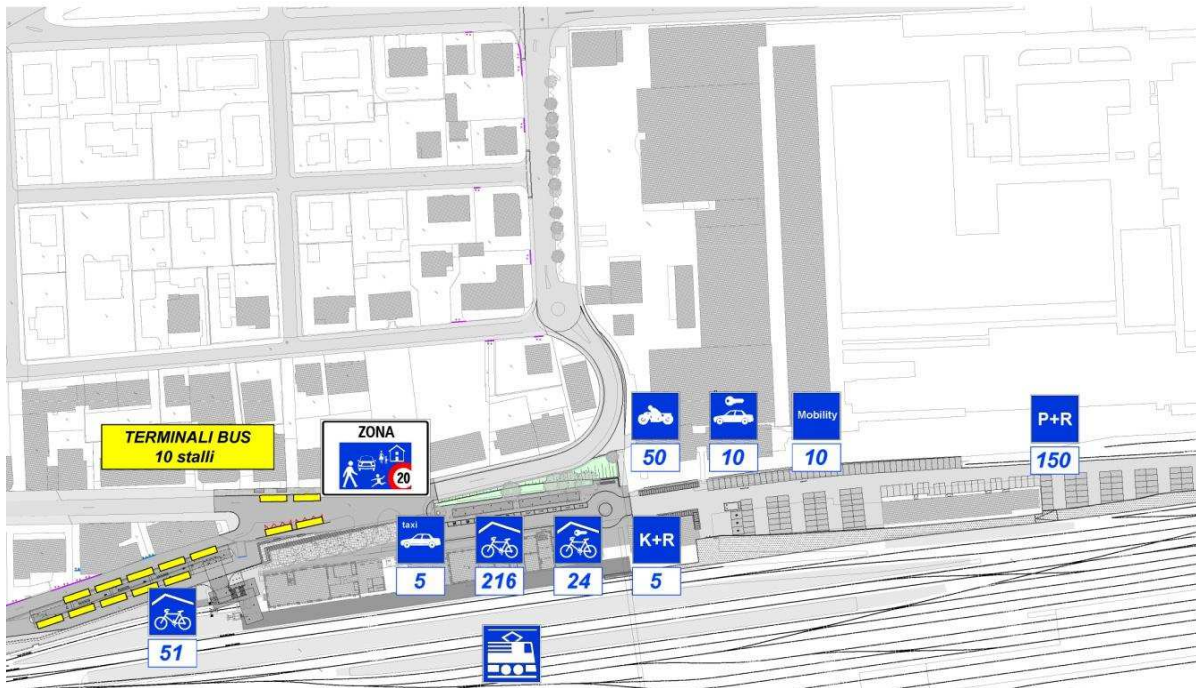 TERMINALI BUS
10 stalli
ZONA
20
50
10
Mobility
10
P+R
150
taxi
5
216
24
K+R
5
51